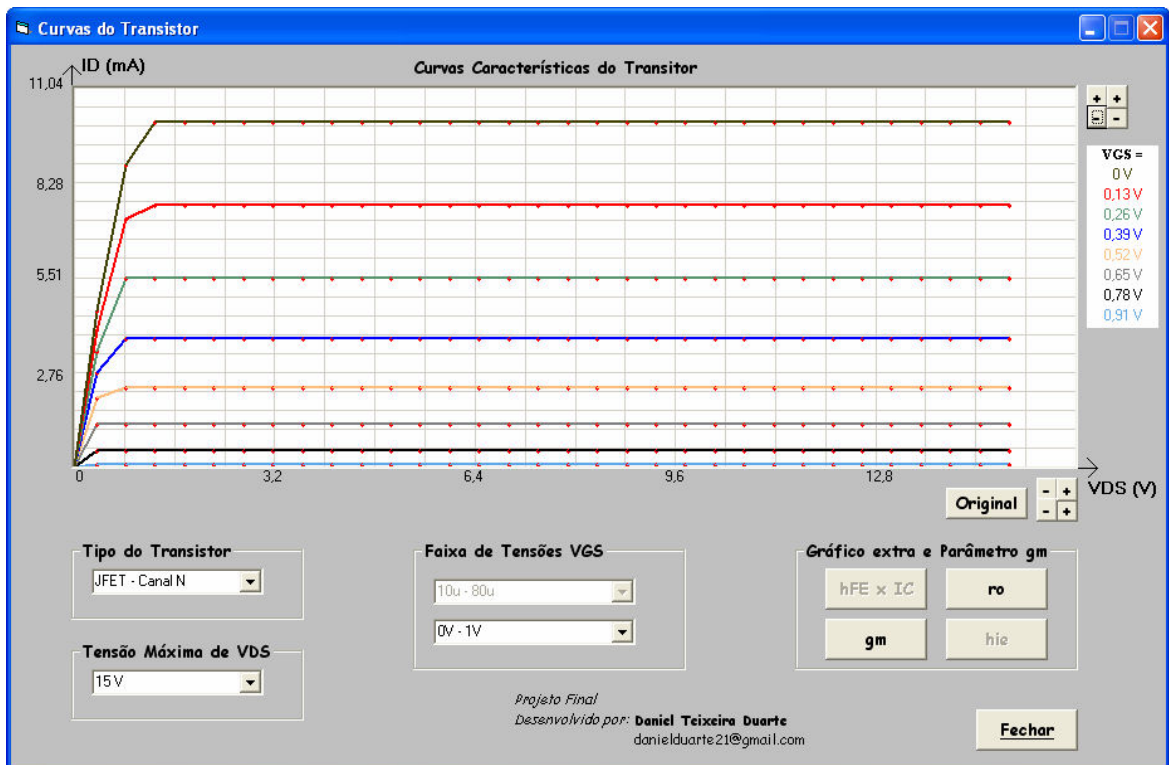 Curvas do Transistor
ID (mA)
Curvas Características do Transitor
11,04
8,28
5,51
2,76
0
3,2
6,4
9,6
12,8
VDS (V)
+ +
- -
VGS =
0 V
0,13 V
0,26 V
0,39 V
0,52 V
0,65 V
0,78 V
0,91 V
Original
- +
- +
Tipo do Transistor
JFET - Canal N
Tensão Máxima de VDS
15 V
Faixa de Tensões VGS
10u - 80u
0V - 1V
Gráfico extra e Parâmetro gm
hFE x IC
ro
gm
hie
Projeto Final
Desenvolvido por: Daniel Teixeira Duarte
danielduarte21@gmail.com
Fechar